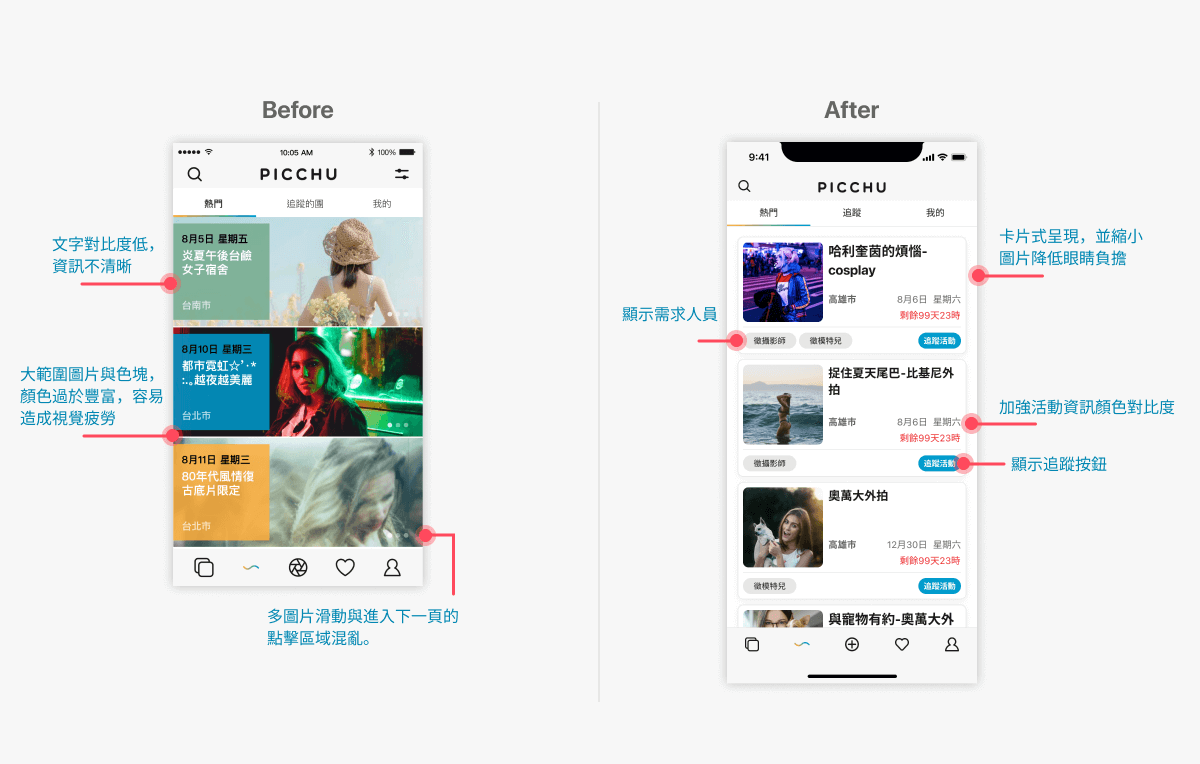 Before
10:05 AM
100%
PICCHU
熱門
追蹤的團
我的
8月5日 星期五
炎夏午後台臉
女子宿舍
台南市
8月10日 星期三
都市霓虹☆’·*
:.｡越夜越美麗
台北市
8月11日 星期三
80年代風情復
古底片限定
台北市
文字對比度低，
資訊不清晰
大範圍圖片與色塊，
顏色過於豐富，容易
造成視覺疲勞
多圖片滑動與進入下一頁的
點擊區域混亂。
After
9:41
PICCHU
熱門
追蹤
我的
哈利奎茵的煩惱-
cosplay
高雄市
8月6日 星期六
剩餘99天23時
徵攝影師
徵模特兒
追蹤活動
捉住夏天尾巴-比基尼外
拍
高雄市
8月6日 星期六
剩餘99天23時
徵攝影師
追蹤活動
奧萬大外拍
高雄市
12月30日 星期六
剩餘99天23時
徵模特兒
追蹤活動
與寵物有約-奧萬大外
顯示需求人員
卡片式呈現，並縮小
圖片降低眼睛負擔
加強活動資訊顏色對比度
顯示追蹤按鈕